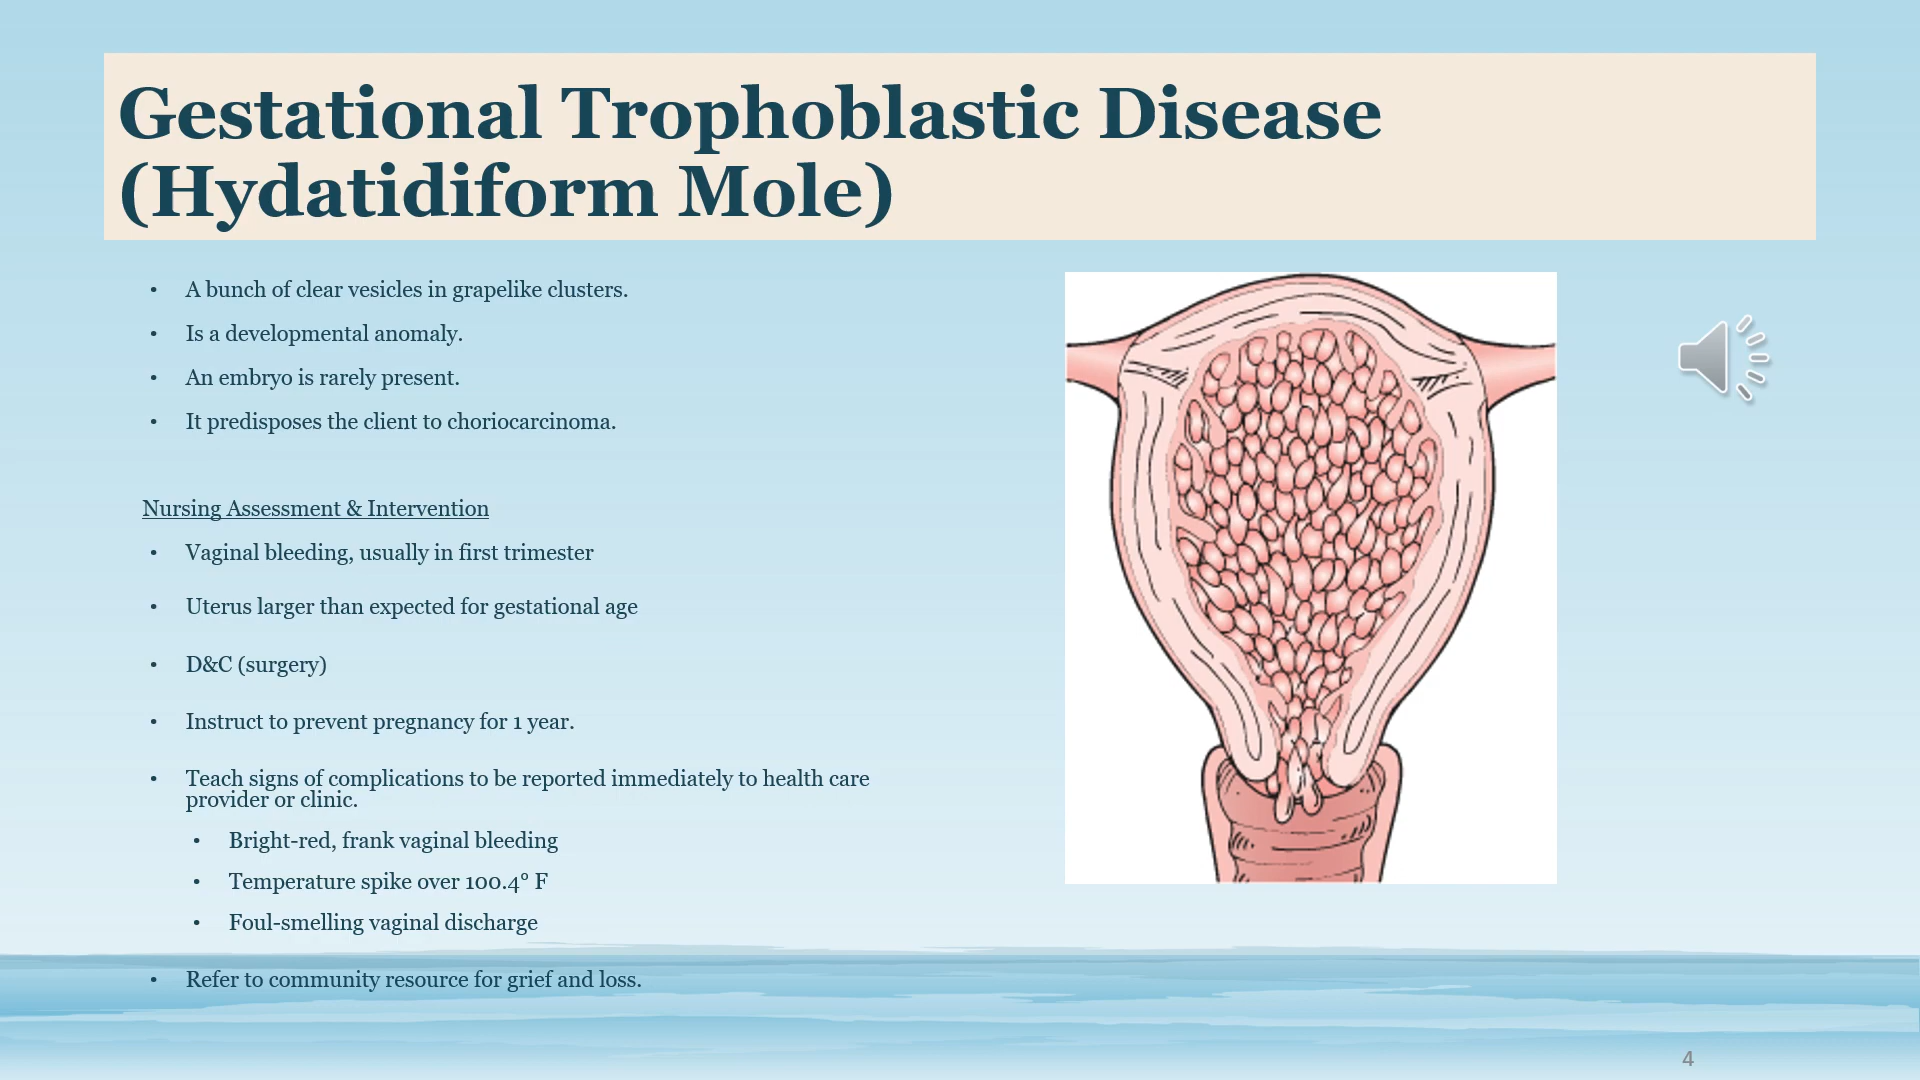 Gestational Trophoblastic Disease
(Hydatidiform Mole)
• A bunch of clear vesicles in grapelike clusters.
• Is a developmental anomaly.
• An embryo is rarely present.
• It predisposes the client to choriocarcinoma.
Nursing Assessment & Intervention
• Vaginal bleeding, usually in first trimester
• Uterus larger than expected for gestational age
• D&C (surgery)
• Instruct to prevent pregnancy for 1 year.
• Teach signs of complications to be reported immediately to health care
provider or clinic.
• Bright-red, frank vaginal bleeding
• Temperature spike over 100.4° F
• Foul-smelling vaginal discharge
• Refer to community resource for grief and loss.
4